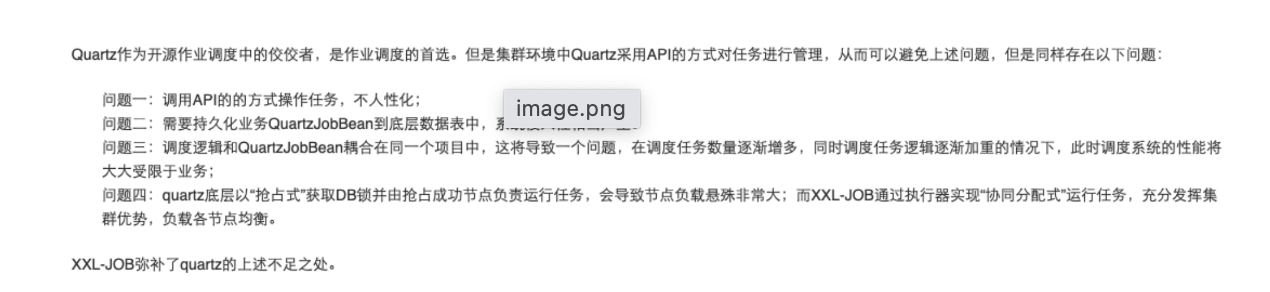 Quartz作为开源作业调度中的佼佼者，是作业调度的首选。但是集群环境中Quartz采用API的方式对任务进行管理，从而可以避免上述问题，但是同样存在以下问题：
问题一：调用API的的方式操作任务，不人性化；
image.png
问题二：需要持久化业务QuartzJobBean到底层数据表中，
问题三：调度逻辑和QuartzJobBean耦合在同一个项目中，这将导致一个问题，在调度任务数量逐渐增多，同时调度任务逻辑逐渐加重的情况下，此时调度系统的性能将
大大受限于业务；
问题四：quartz底层以“抢占式”获取DB锁并由抢占成功节点负责运行任务，会导致节点负载悬殊非常大；而XXL-JOB通过执行器实现“协同分配式”运行任务，充分发挥集
群优势，负载各节点均衡。
XXL-JOB弥补了quartz的上述不足之处。